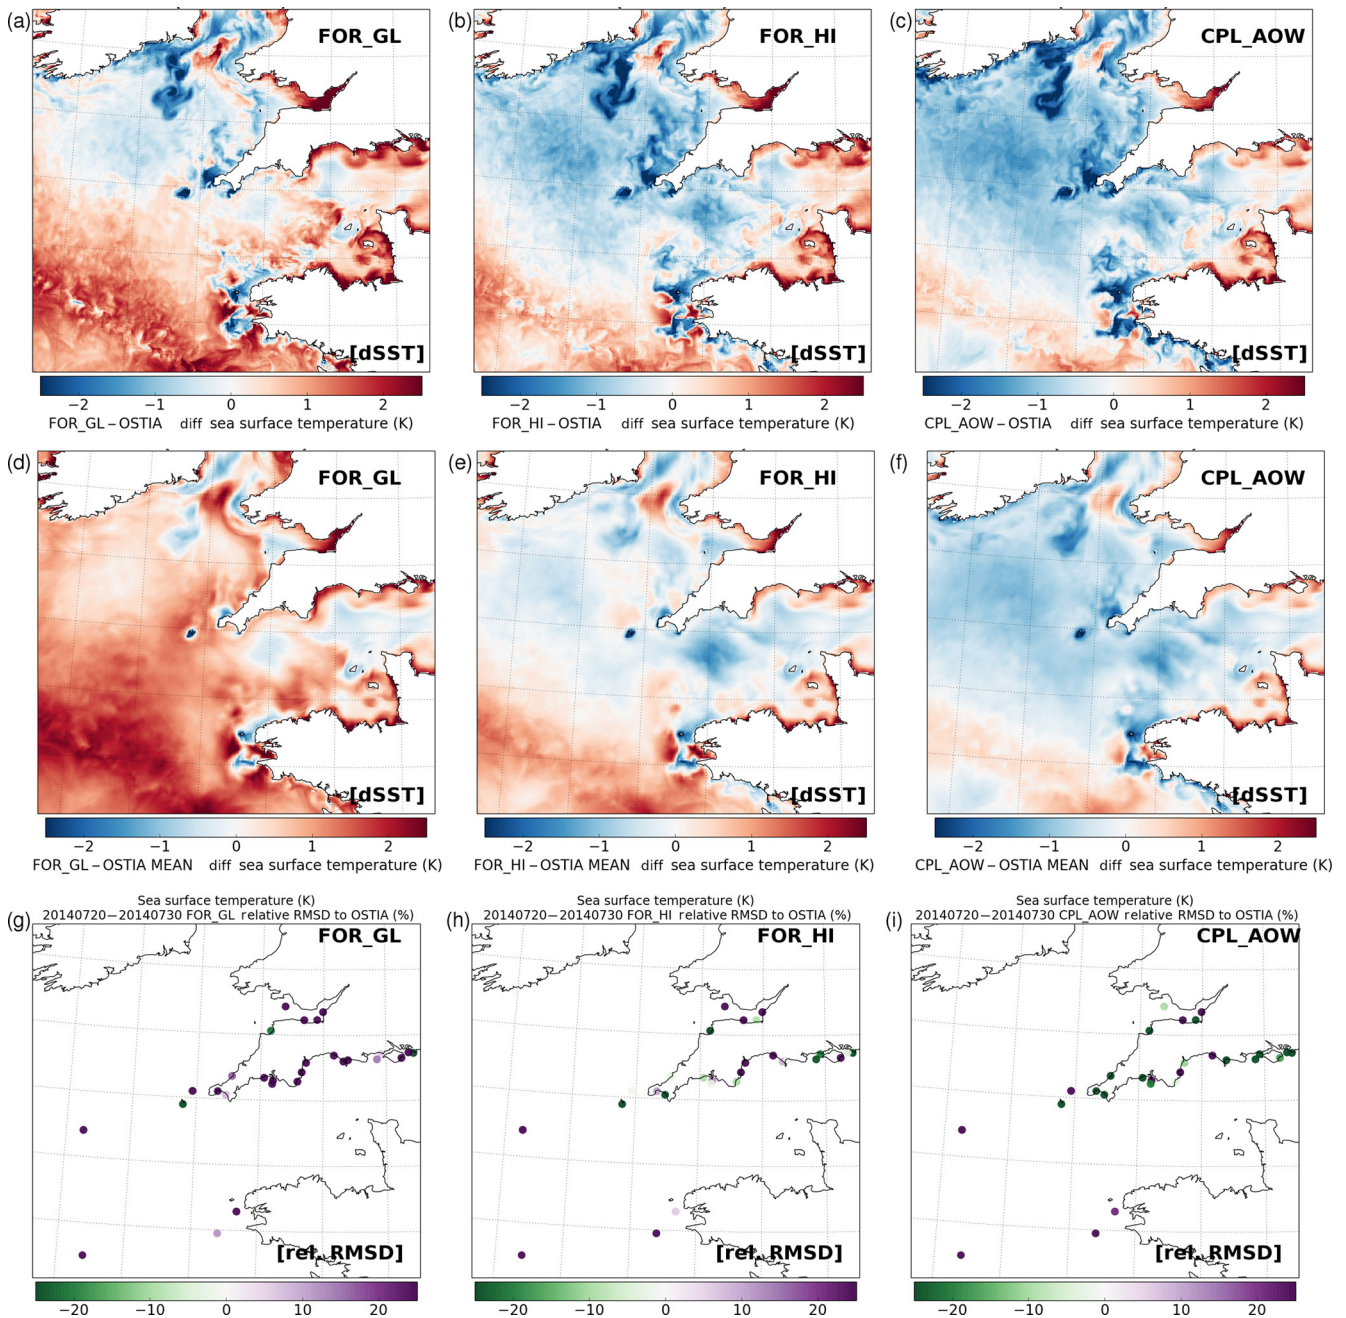 (a) FOR_GL
(b) FOR_HI
(c) CPL_AOW
[dSST]
[dSST]
[dSST]
−2 −1 0 1 2
−2 −1 0 1 2
−2 −1 0 1 2
FOR_GL−OSTIA diff sea surface temperature (K)
FOR_HI−OSTIA diff sea surface temperature (K)
CPL_AOW−OSTIA diff sea surface temperature (K)
(d) FOR_GL
(e) FOR_HI
(f) CPL_AOW
[dSST]
[dSST]
[dSST]
−2 −1 0 1 2
−2 −1 0 1 2
−2 −1 0 1 2
FOR_GL−OSTIA MEAN diff sea surface temperature (K)
FOR_HI−OSTIA MEAN diff sea surface temperature (K)
CPL_AOW−OSTIA MEAN diff sea surface temperature (K)
Sea surface temperature (K)
20140720−20140730 FOR_GL relative RMSD to OSTIA (%)
Sea surface temperature (K)
20140720−20140730 FOR_HI relative RMSD to OSTIA (%)
Sea surface temperature (K)
20140720−20140730 CPL_AOW relative RMSD to OSTIA (%)
(g) FOR_GL
(h) FOR_HI
(i) CPL_AOW
[rel. RMSD]
[rel. RMSD]
[rel. RMSD]
−20 −10 0 10 20
−20 −10 0 10 20
−20 −10 0 10 20